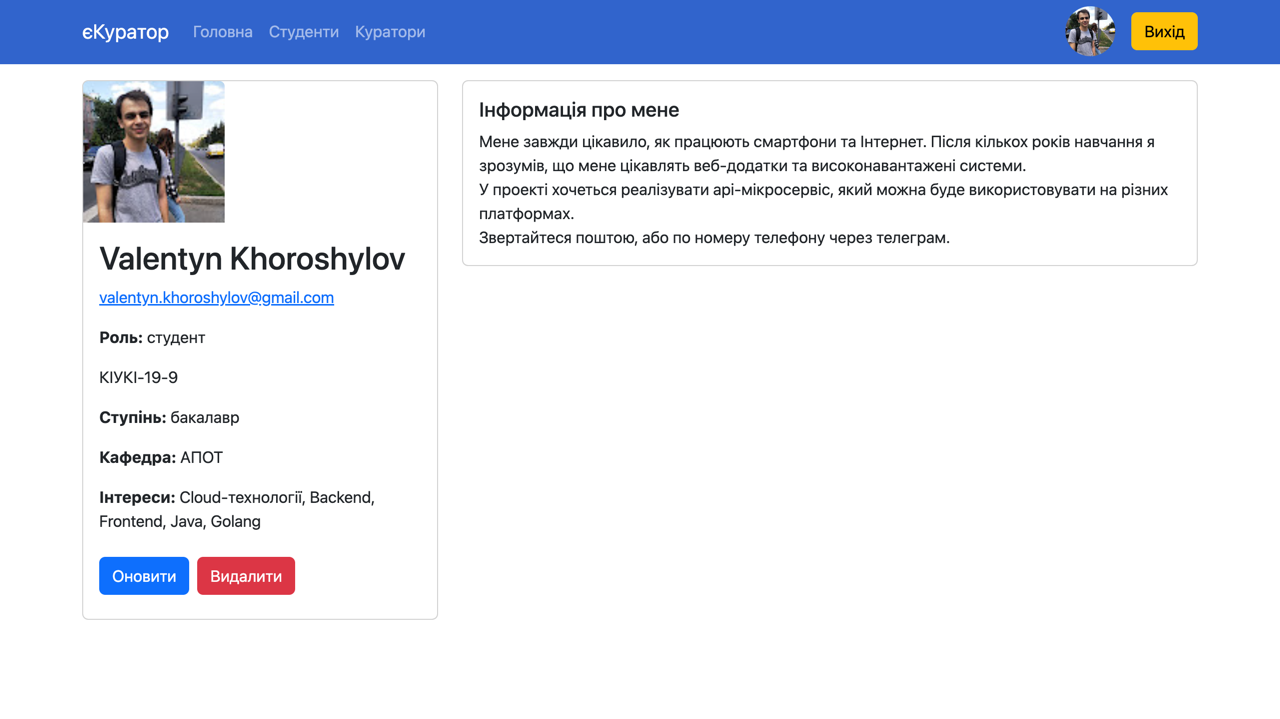 єКуратор Головна Студенти Куратори Вихід
Valentyn Khoroshylov
valentyn.khoroshylov@gmail.com
Роль: студент
КІУКІ-19-9
Ступінь: бакалавр
Кафедра: АПОТ
Інтереси: Cloud-технології, Backend,
Frontend, Java, Golang
Оновити Видалити
Інформація про мене
Мене завжди цікавило, як працюють смартфони та Інтернет. Після кількох років навчання я
зрозумів, що мене цікавлять веб-додатки та високонавантажені системи.
У проекті хочеться реалізувати арі-мікросервіс, який можна буде використовувати на різних
платформах.
Звертайтеся поштою, або по номеру телефону через телеграм.